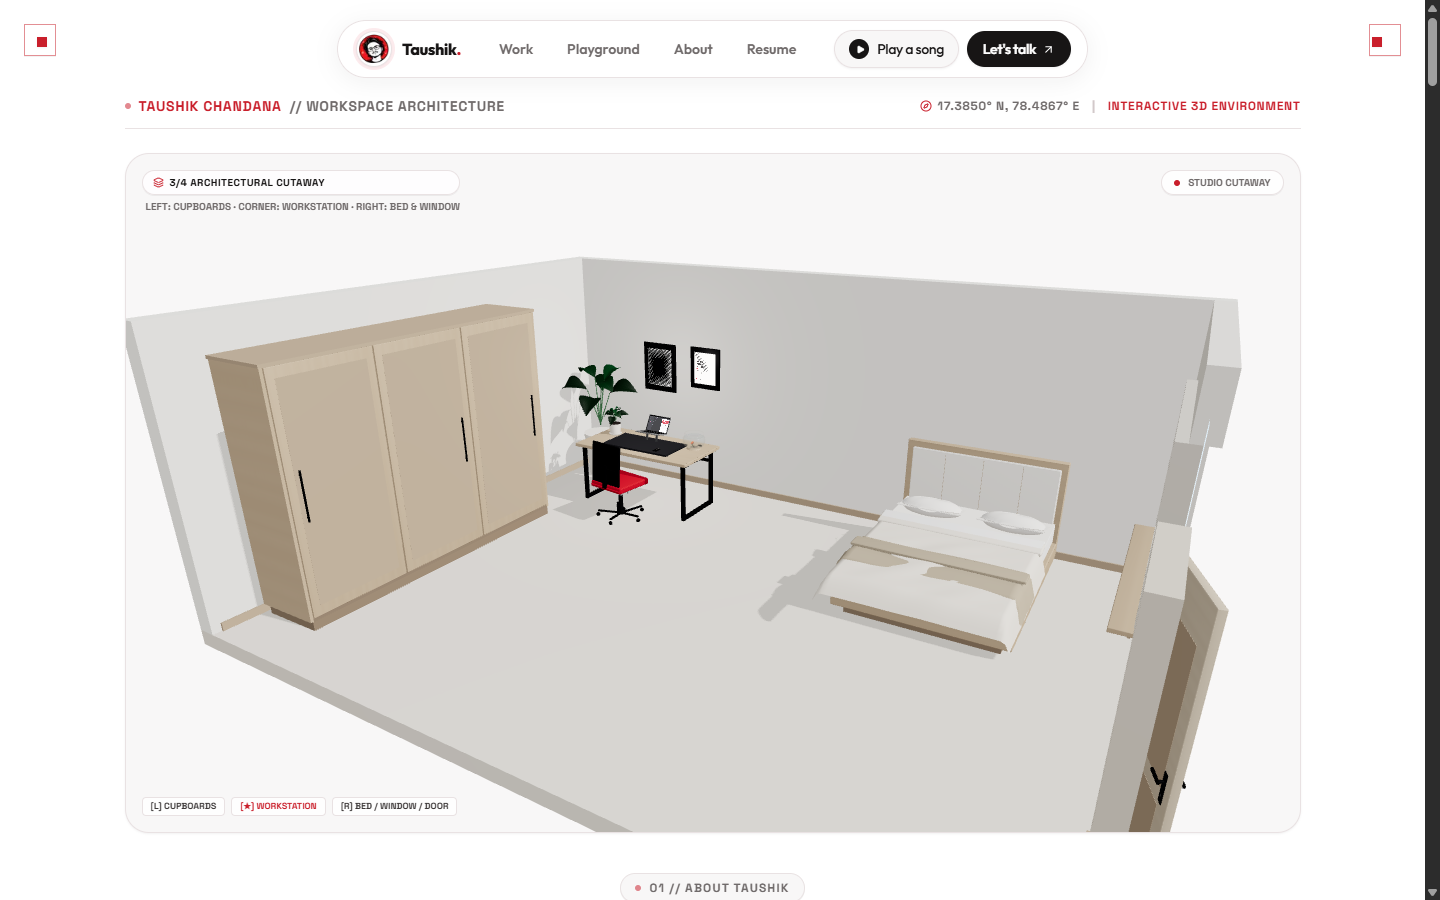 Taushik.
Work
Playground
About
Resume
Play a song
Let's talk
TAUSHIK CHANDANA // WORKSPACE ARCHITECTURE
17.3850° N, 78.4867° E | INTERACTIVE 3D ENVIRONMENT
3/4 ARCHITECTURAL CUTAWAY
STUDIO CUTAWAY
LEFT: CUPBOARDS · CORNER: WORKSTATION · RIGHT: BED & WINDOW
[L] CUPBOARDS
[★] WORKSTATION
[R] BED / WINDOW / DOOR
01 // ABOUT TAUSHIK